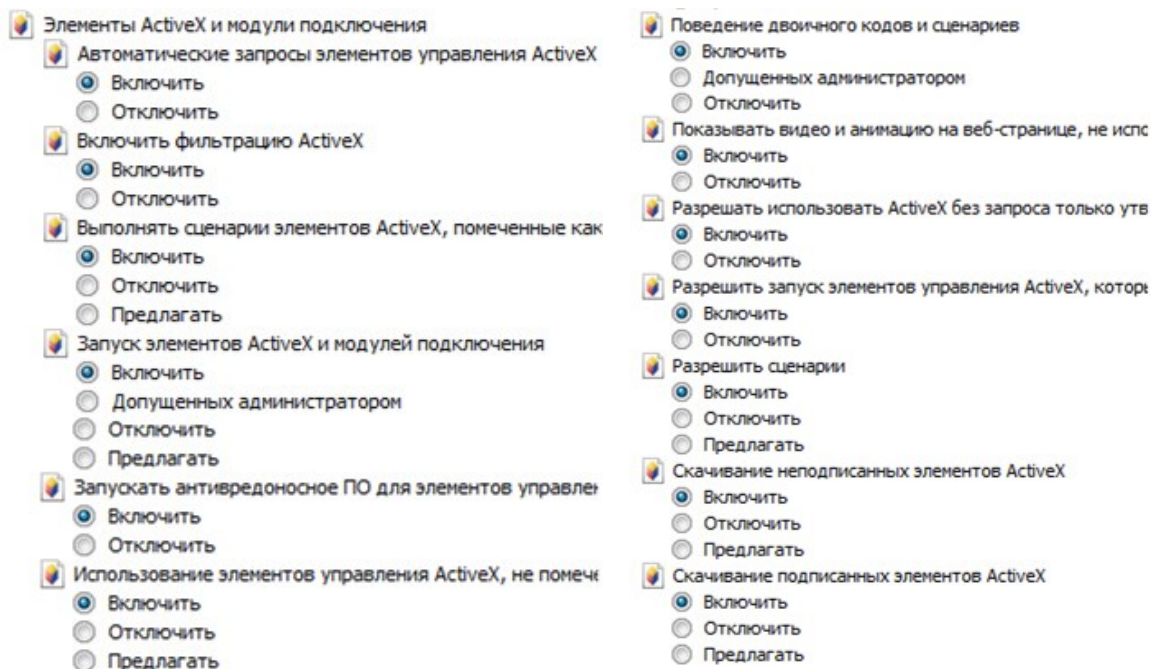 Элементы ActiveX и модули подключения
Автоматические запросы элементов управления ActiveX
Включить
Отключить
Включить фильтрацию ActiveX
Включить
Отключить
Выполнять сценарии элементов ActiveX, помеченные как
Включить
Отключить
Предлагать
Запуск элементов ActiveX и модулей подключения
Включить
Допущенных администратором
Отключить
Предлагать
Запускать антивредоносное ПО для элементов управлен
Включить
Отключить
Использование элементов управления ActiveX, не помече
Включить
Отключить
Предлагать
Поведение двоичного кодов и сценариев
Включить
Допущенных администратором
Отключить
Показывать видео и анимацию на веб-странице, не испо
Включить
Отключить
Разрешать использовать ActiveX без запроса только утв
Включить
Отключить
Разрешить запуск элементов управления ActiveX, которы
Включить
Отключить
Разрешить сценарии
Включить
Отключить
Предлагать
Скачивание неподписанных элементов ActiveX
Включить
Отключить
Предлагать
Скачивание подписанных элементов ActiveX
Включить
Отключить
Предлагать